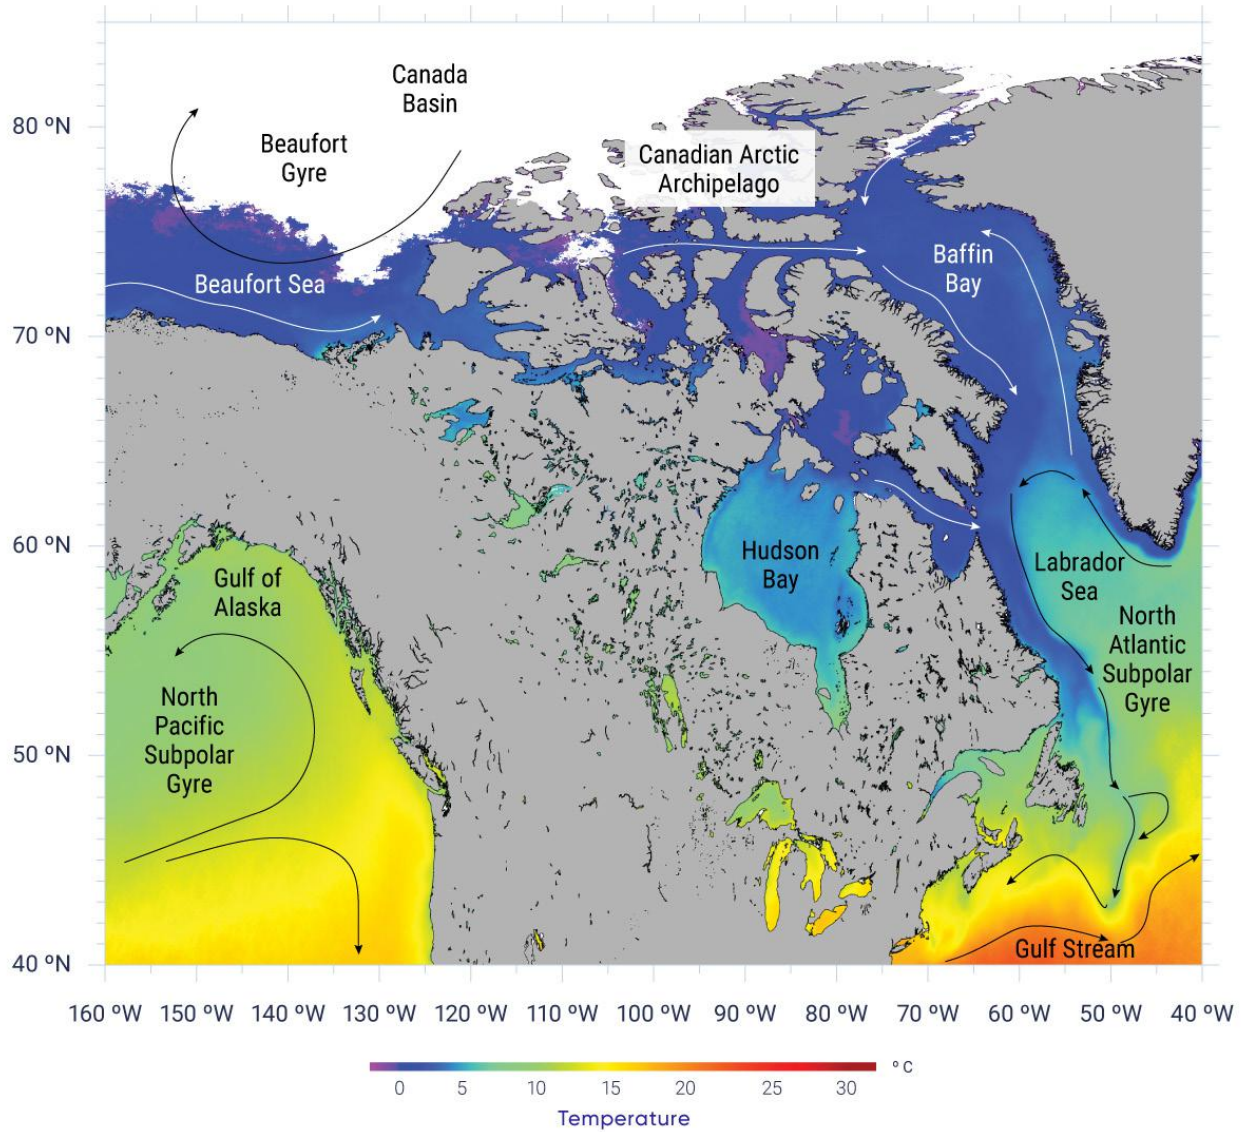 Canada
Basin
80 ºN
Beaufort
Gyre
Canadian Arctic
Archipelago
Beaufort Sea
Baffin
Bay
70 ºN
60 ºN
Gulf of
Alaska
Hudson
Bay
Labrador
Sea
North
Atlantic
Subpolar
Gyre
North
Pacific
Subpolar
Gyre
50 ºN
Gulf Stream
40 ºN
160 ºW 150 ºW 140 ºW 130 ºW 120 ºW 110 ºW 100 ºW 90 ºW 80 ºW 70 ºW 60 ºW 50 ºW 40 ºW
º C
0 5 10 15 20 25 30
Temperature